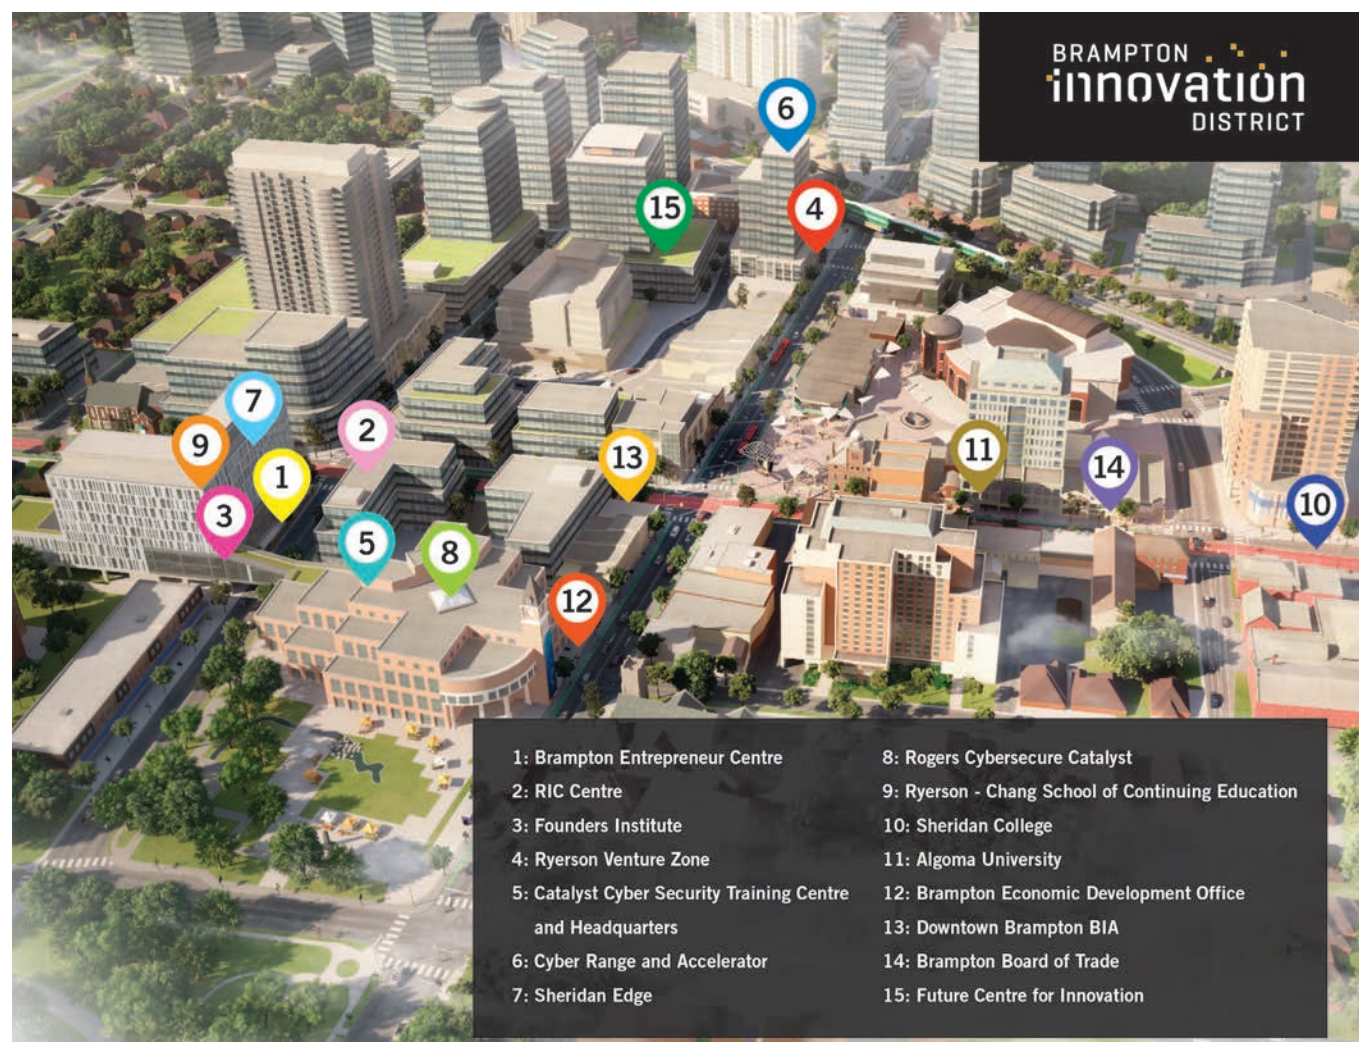 BRAMPTON
innovation
DISTRICT
6
15
4
7
2
9
13
11
1
14
3
10
5
8
12
1: Brampton Entrepreneur Centre
2: RIC Centre
3: Founders Institute
4: Ryerson Venture Zone
5: Catalyst Cyber Security Training Centre
and Headquarters
6: Cyber Range and Accelerator
7: Sheridan Edge
8: Rogers Cybersecure Catalyst
9: Ryerson - Chang School of Continuing Education
10: Sheridan College
11: Algoma University
12: Brampton Economic Development Office
13: Downtown Brampton BIA
14: Brampton Board of Trade
15: Future Centre for Innovation